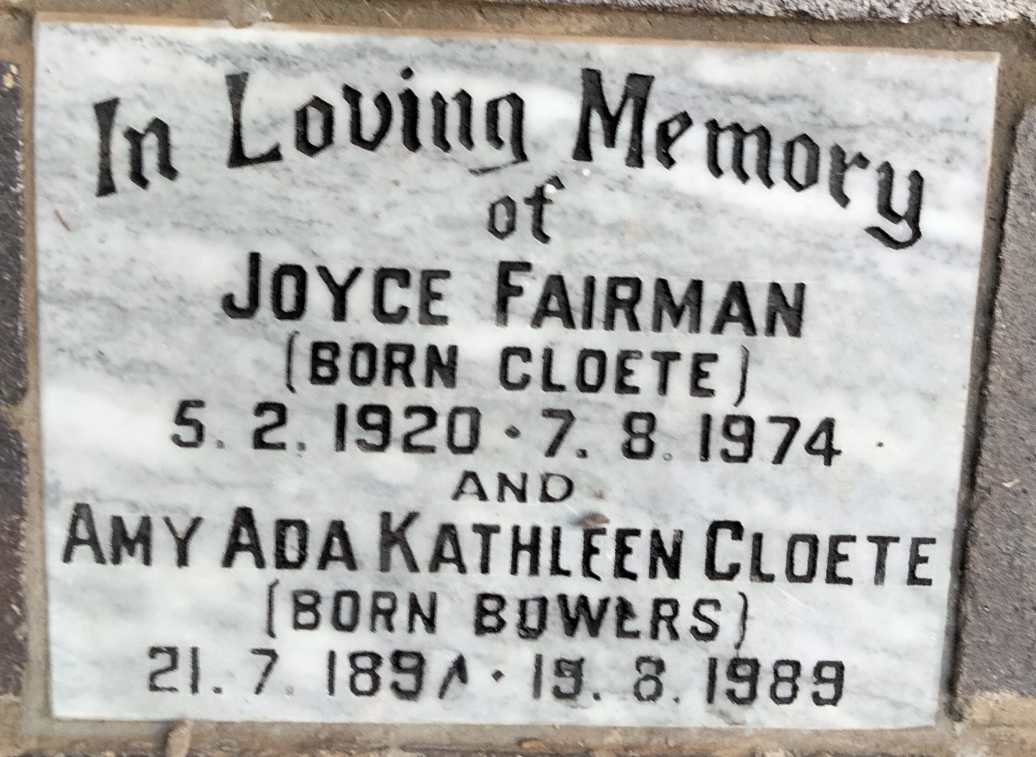 In Loving Memory
of
JOYCE FAIRMAN
(BORN CLOETE)
5. 2. 1920 · 7. 8. 1974
AND
AMY ADA KATHLEEN CLOETE
(BORN BOWERS)
21. 7. · 19. 8. 1989